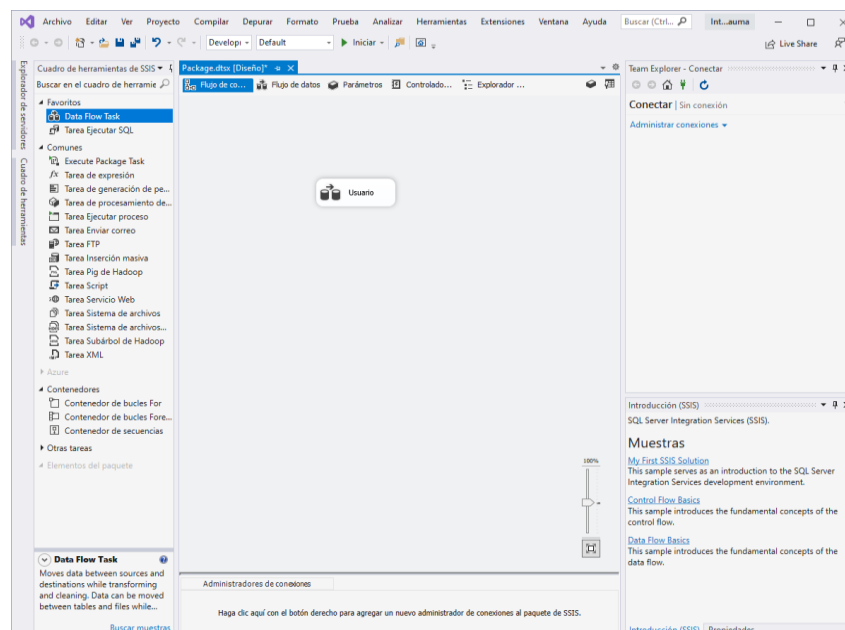 Archivo Editar Ver Proyecto Compilar Depurar Formato Prueba Analizar Herramientas Extensiones Ventana Ayuda Buscar (Ctrl... Int...auma
Developi Default Iniciar Live Share
Explorador de servidores
Cuadro de herramientas
Cuadro de herramientas de SSIS
Buscar en el cuadro de herramie
Favoritos
Data Flow Task
Tarea Ejecutar SQL
Comunes
Execute Package Task
Tarea de expresión
Tarea de generación de pe...
Tarea de procesamiento de...
Tarea Ejecutar proceso
Tarea Enviar correo
Tarea FTP
Tarea Inserción masiva
Tarea Pig de Hadoop
Tarea Script
Tarea Servicio Web
Tarea Sistema de archivos
Tarea Sistema de archivos...
Tarea Subárbol de Hadoop
Tarea XML
Azure
Contenedores
Contenedor de bucles For
Contenedor de bucles Fore...
Contenedor de secuencias
Otras tareas
Elementos del paquete
Data Flow Task
Moves data between sources and
destinations while transforming
and cleaning. Data can be moved
between tables and files while...
Buscar muestras
Package.dtsx [Diseño]*
Flujo de co... Flujo de datos Parámetros Controlado... Explorador ...
Usuario
100%
Administradores de conexiones
Haga clic aquí con el botón derecho para agregar un nuevo administrador de conexiones al paquete de SSIS.
Team Explorer - Conectar
Conectar | Sin conexión
Administrar conexiones
Introducción (SSIS)
SQL Server Integration Services (SSIS).
Muestras
My First SSIS Solution
This sample serves as an introduction to the SQL Server
Integration Services development environment.
Control Flow Basics
This sample introduces the fundamental concepts of the
control flow.
Data Flow Basics
This sample introduces the fundamental concepts of the
data flow.
Introducción (SSIS) Propiedades